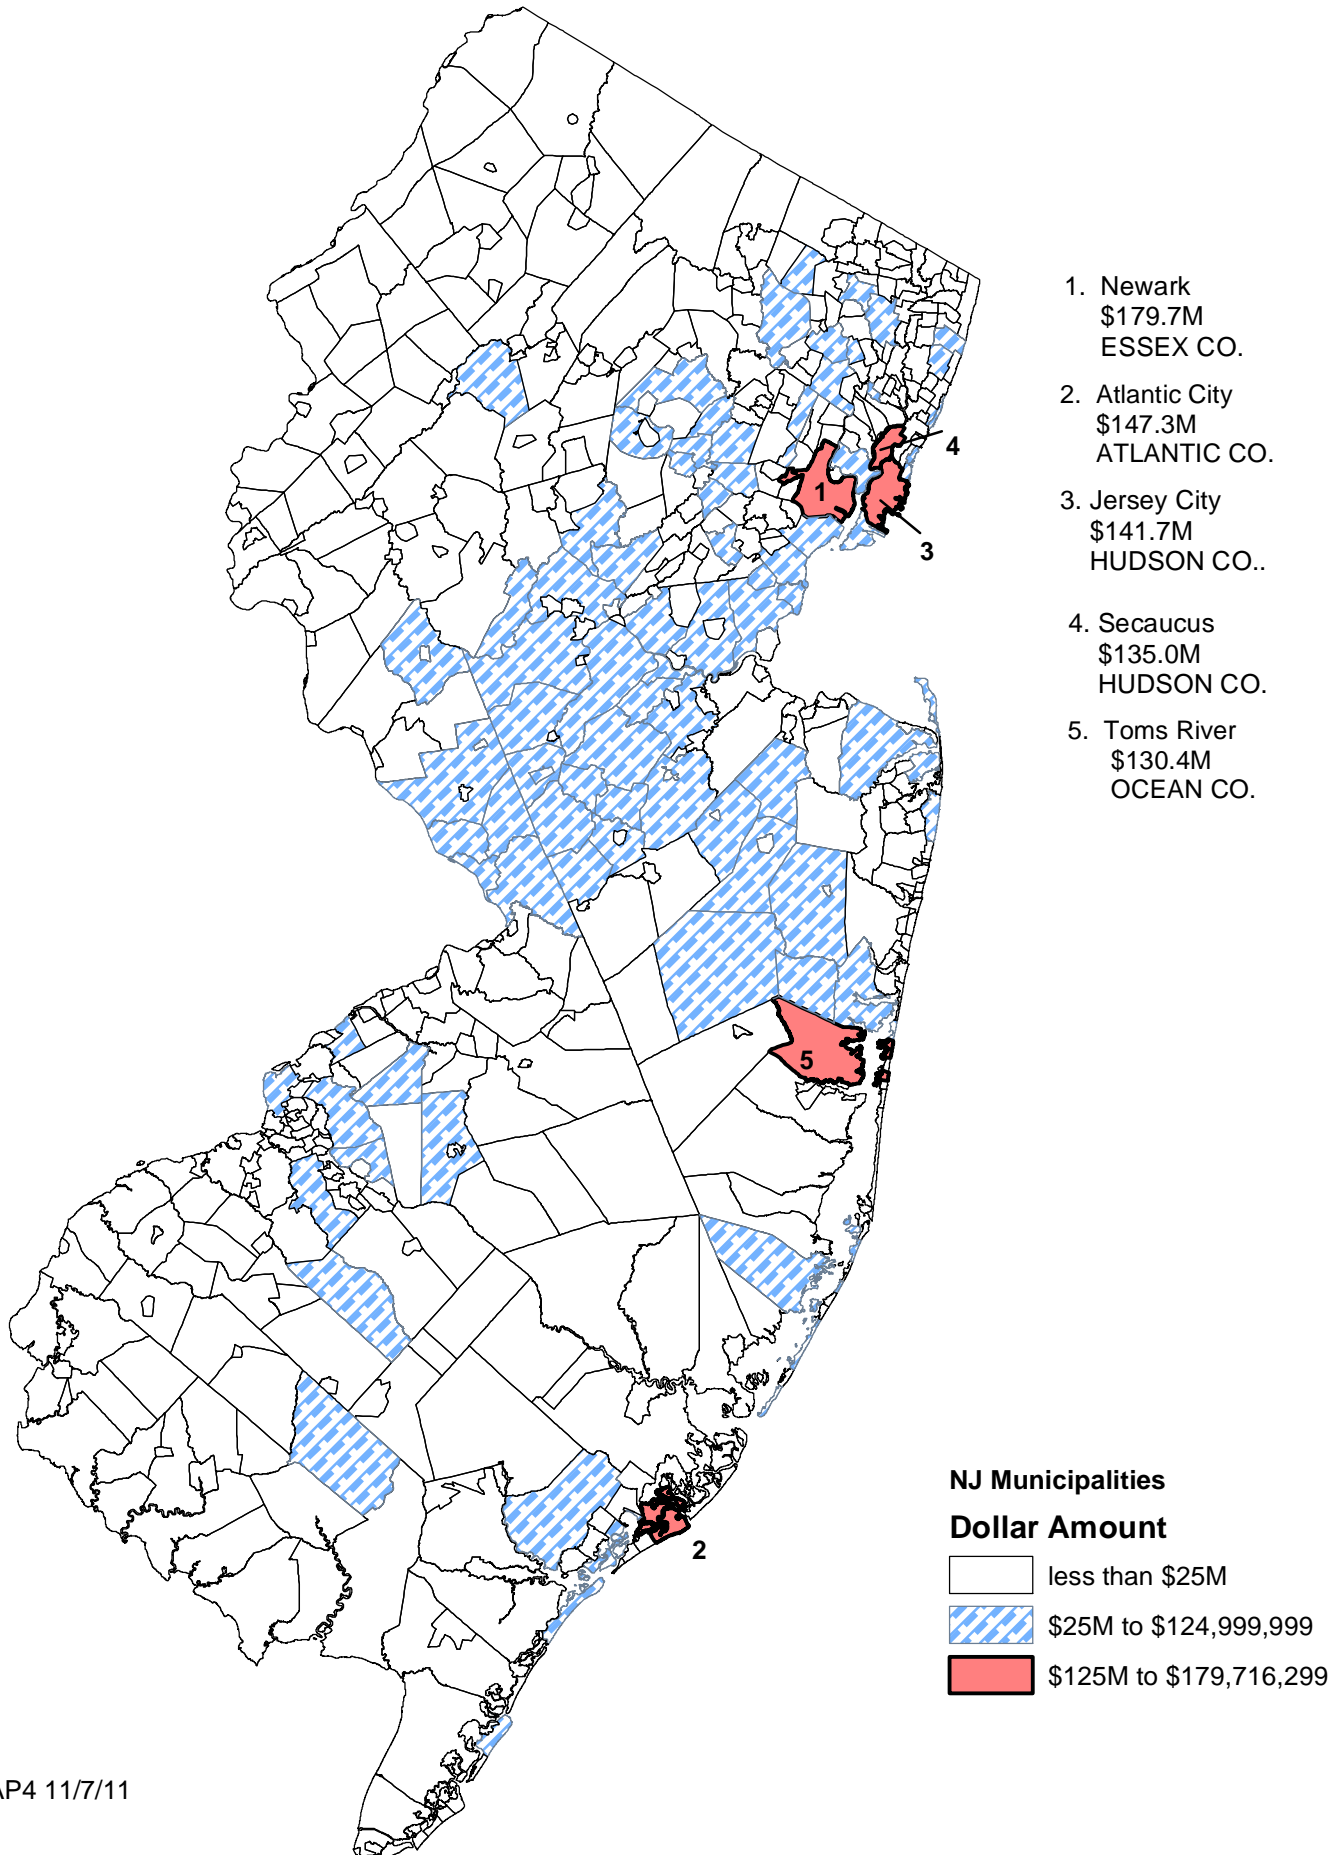 1. Newark
$179.7M
ESSEX CO.
2. Atlantic City
$147.3M
ATLANTIC CO.
3. Jersey City
$141.7M
HUDSON CO..
4. Secaucus
$135.0M
HUDSON CO.
5. Toms River
$130.4M
OCEAN CO.
4
1
3
5
2
NJ Municipalities
Dollar Amount
less than $25M
$25M to $124,999,999
$125M to $179,716,299
AP4 11/7/11